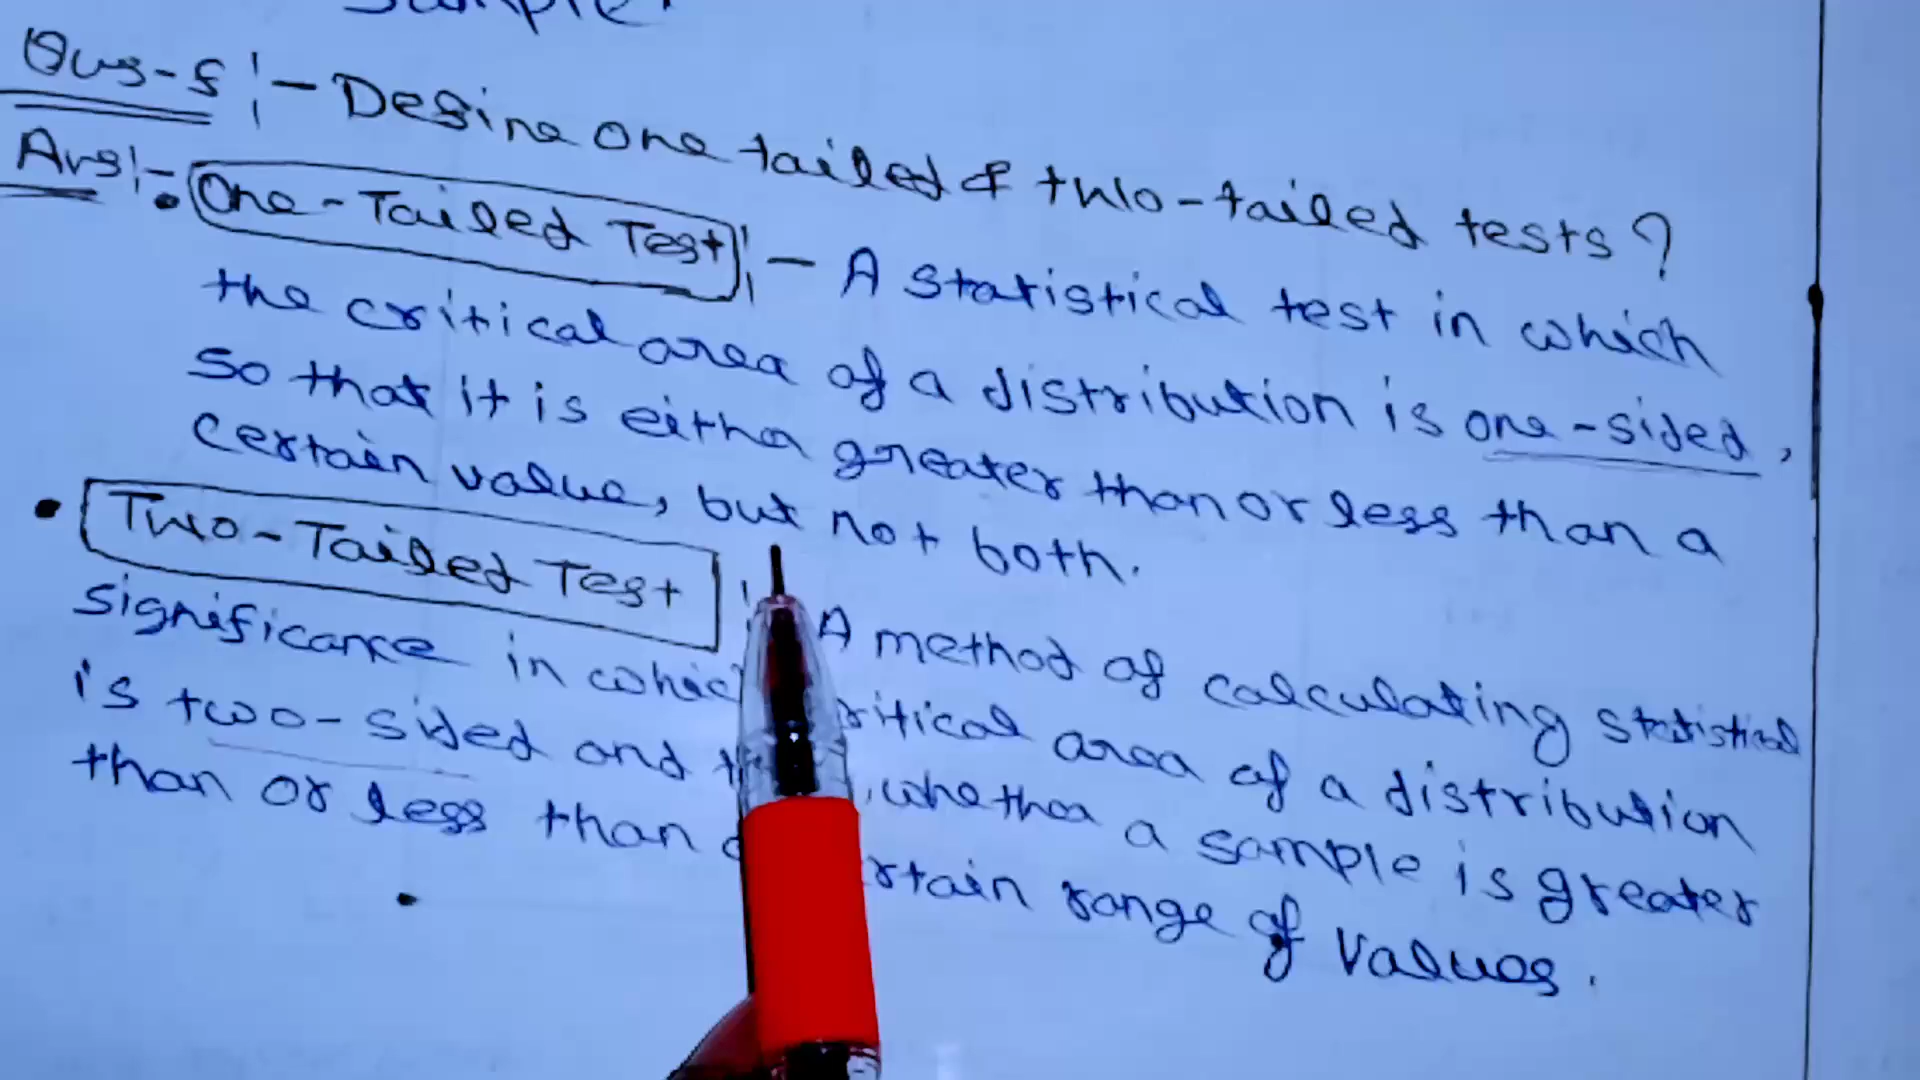 Sample.
Ques-5:- Define one tailed & two-tailed tests?
Ans:- • One-Tailed Test :- A statistical test in which
the critical area of a distribution is one-sided,
so that it is either greater than or less than a
certain value, but not both.
• Two-Tailed Test : A method of calculating statistical
significance in which critical area of a distribution
is two-sided and whether a sample is greater
than or less than range of values.